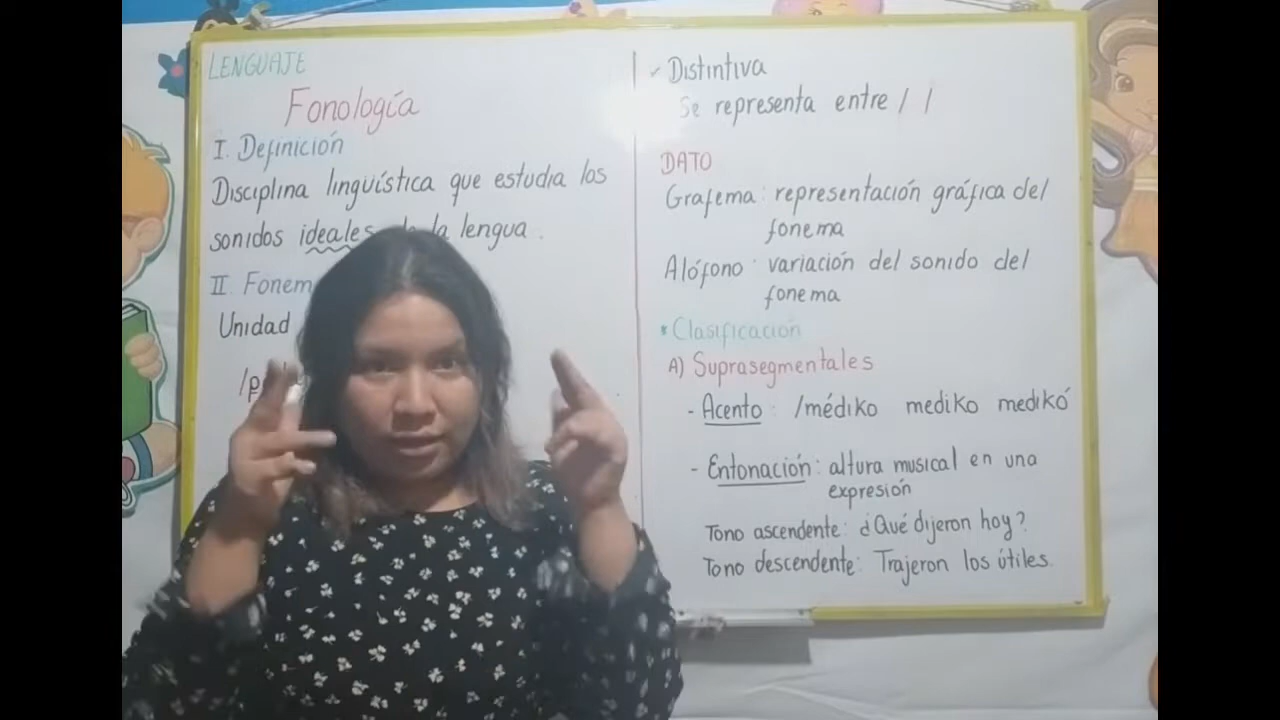 LENGUAJE
Fonología
I. Definición
Disciplina lingüística que estudia los
sonidos ideales la lengua.
II. Fonem
Unidad
- Distintiva
Se representa entre / /
DATO
Grafema: representación gráfica del
fonema
Alófono: variación del sonido del
fonema
* Clasificación
A) Suprasegmentales
- Acento: /médiko mediko medikó
- Entonación: altura musical en una
expresión
Tono ascendente: ¿Qué dijeron hoy?
Tono descendente: Trajeron los útiles.